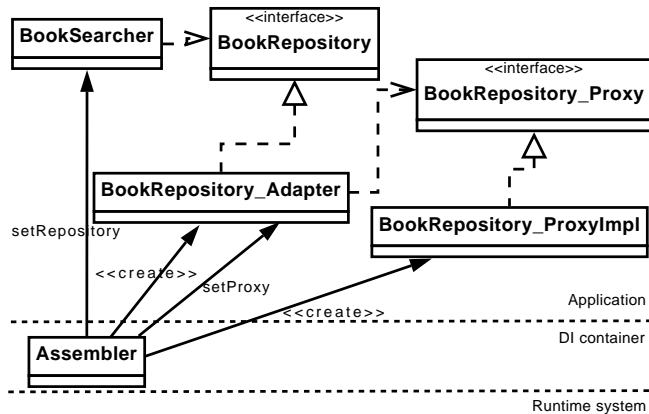 <<interface>>
BookSearcher
BookRepository
<<interface>>
BookRepository_Proxy
BookRepository_Adapter
BookRepository_ProxyImpl
setRepository
<<create>>
setProxy
Application
<<create>>
DI container
Assembler
Runtime system